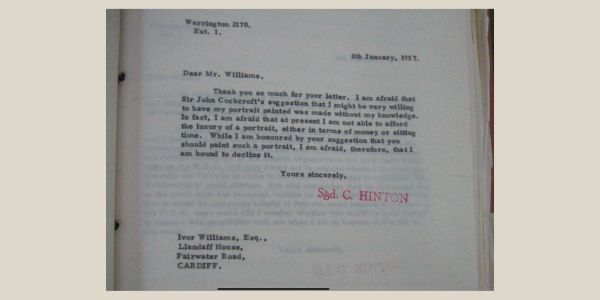 Warrington 2170.
Ext. 1.
8th January, 1957.
Dear Mr. Williams,
Thank you so much for your letter. I am afraid that
Sir John Cockcroft's suggestion that I might be very willing
to have my portrait painted was made without my knowledge.
In fact, I am afraid that at present I am not able to afford
the luxury of a portrait, either in terms of money or sitting
time. While I am honoured by your suggestion that you
should paint such a portrait, I am afraid, therefore, that I
am bound to decline it.
Yours sincerely,
Sgd. C. HINTON
Ivor Williams, Esq.,
Llandaff House,
Fairwater Road,
CARDIFF.